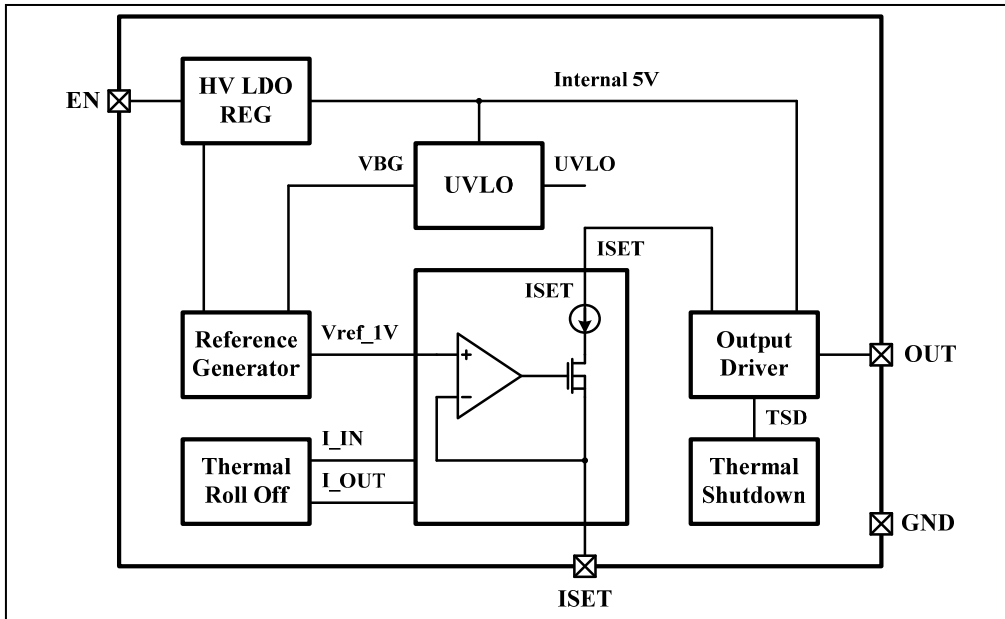 HV LDO
REG
EN
Internal 5V
VBG
UVLO
UVLO
ISET
ISET
Reference
Generator
Vref_1V
+
−
Output
Driver
OUT
TSD
I_IN
Thermal
Roll Off
I_OUT
Thermal
Shutdown
GND
ISET